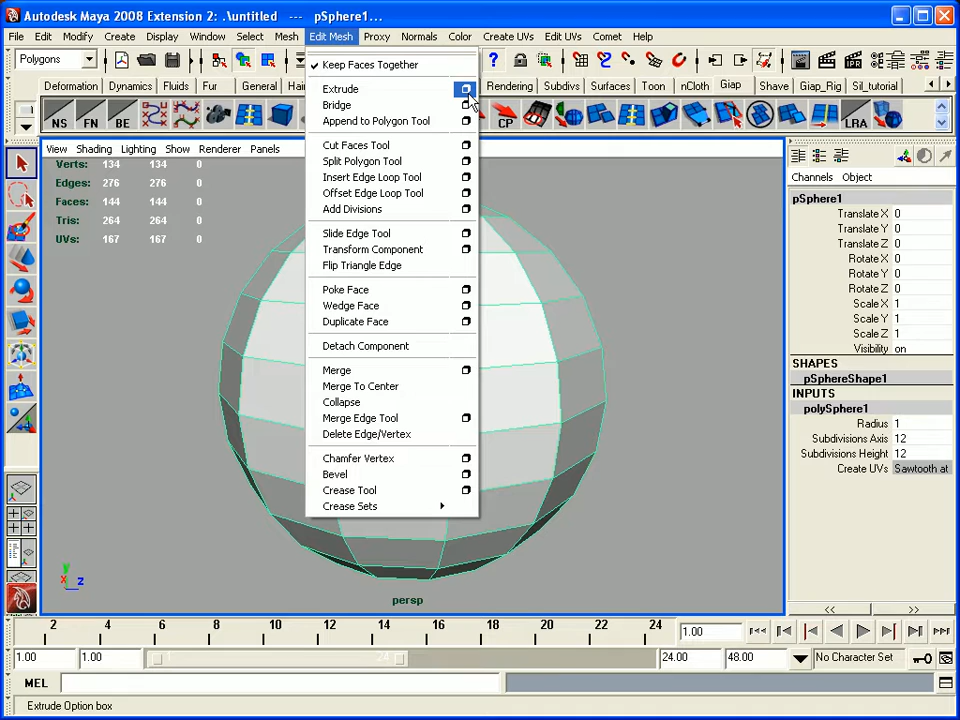 Autodesk Maya 2008 Extension 2: .\untitled --- pSphere1...
File Edit Modify Create Display Window Select Mesh Edit Mesh Proxy Normals Color Create UVs Edit UVs Comet Help
Polygons
Deformation Dynamics Fur General Rendering Subdivs Surfaces Toon nCloth Giap Shave Giap_Rig Sil_tutorial
NS FN BE CP LRA
View Shading Lighting Show Renderer Panels
Verts: 134 134 0
Edges: 276 276 0
Faces: 144 144 0
Tris: 264 264 0
UVs: 167 167 0
Keep Faces Together
Extrude
Bridge
Append to Polygon Tool
Cut Faces Tool
Split Polygon Tool
Insert Edge Loop Tool
Offset Edge Loop Tool
Add Divisions
Slide Edge Tool
Transform Component
Flip Triangle Edge
Poke Face
Wedge Face
Duplicate Face
Detach Component
Merge
Merge To Center
Collapse
Merge Edge Tool
Delete Edge/Vertex
Chamfer Vertex
Bevel
Crease Tool
Crease Sets
Channels Object
pSphere1
Translate X 0
Translate Y 0
Translate Z 0
Rotate X 0
Rotate Y 0
Rotate Z 0
Scale X 1
Scale Y 1
Scale Z 1
Visibility on
SHAPES
pSphereShape1
INPUTS
polySphere1
Radius 1
Subdivisions Axis 12
Subdivisions Height 12
Create UVs Sawtooth at
y
x z
persp
<< >>
2 4 6 8 10 12 14 16 18 20 22 24
1.00
1.00 1.00 24 24.00 48.00 No Character Set
MEL
Extrude Option box